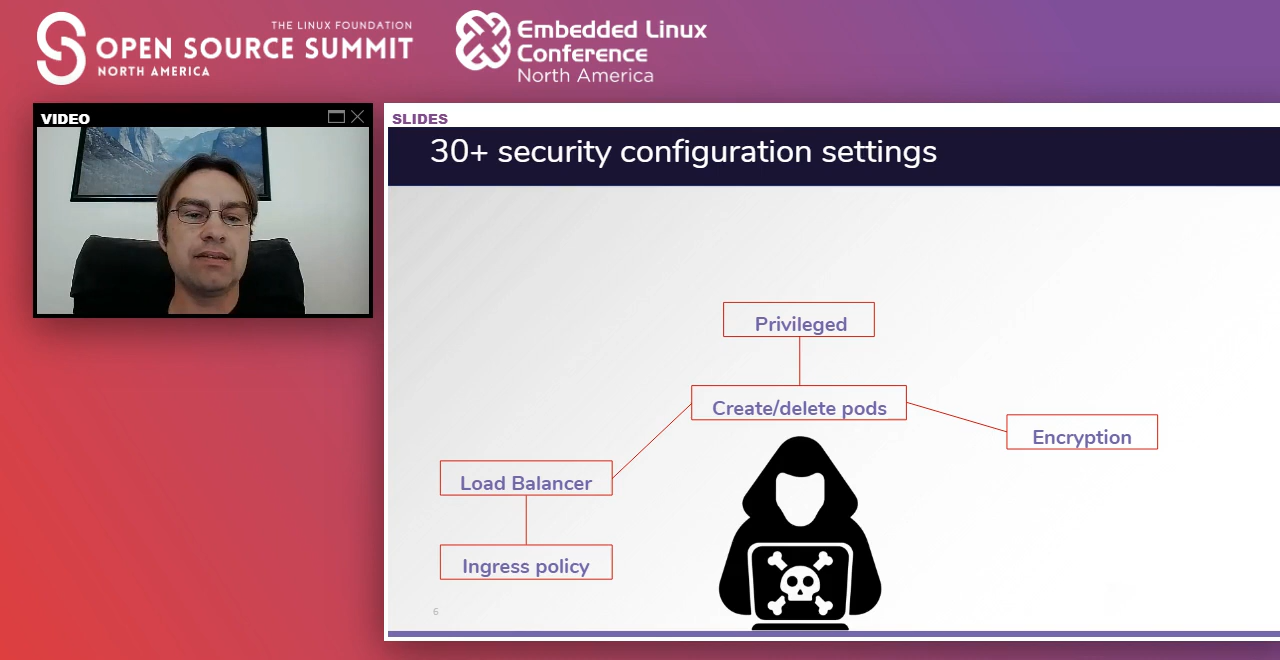 THE LINUX FOUNDATION
OPEN SOURCE SUMMIT
NORTH AMERICA
Embedded Linux
Conference
North America
VIDEO
SLIDES
30+ security configuration settings
Privileged
Create/delete pods
Encryption
Load Balancer
Ingress policy
6